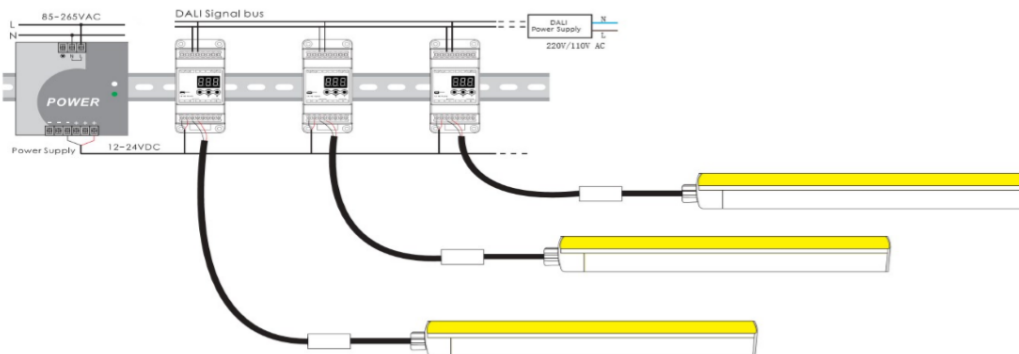 85~265VAC
L
N
DALI Signal bus
DALI
Power Supply
N
L
220V/110V AC
POWER
Power Supply
12~24VDC